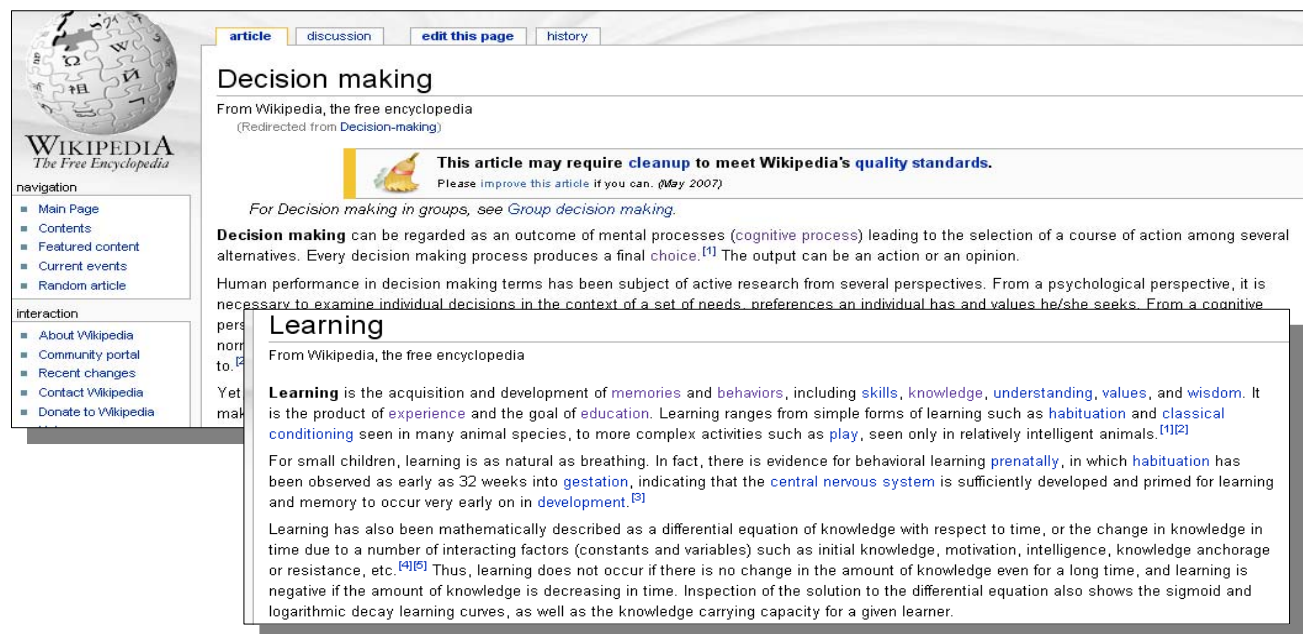 WIKIPEDIA
The Free Encyclopedia
navigation
Main Page
Contents
Featured content
Current events
Random article
interaction
About Wikipedia
Community portal
Recent changes
Contact Wikipedia
Donate to Wikipedia
article discussion edit this page history
Decision making
From Wikipedia, the free encyclopedia
(Redirected from Decision-making)
This article may require cleanup to meet Wikipedia's quality standards.
Please improve this article if you can. (May 2007)
For Decision making in groups, see Group decision making.
Decision making can be regarded as an outcome of mental processes (cognitive process) leading to the selection of a course of action among several
alternatives. Every decision making process produces a final choice.[1] The output can be an action or an opinion.
Human performance in decision making terms has been subject of active research from several perspectives. From a psychological perspective, it is
necessary to examine individual decisions in the context of a set of needs, preferences an individual has and values he/she seeks. From a cognitive
pers
norr
to.[2
Yet
mak
Learning
From Wikipedia, the free encyclopedia
Learning is the acquisition and development of memories and behaviors, including skills, knowledge, understanding, values, and wisdom. It
is the product of experience and the goal of education. Learning ranges from simple forms of learning such as habituation and classical
conditioning seen in many animal species, to more complex activities such as play, seen only in relatively intelligent animals.[1][2]
For small children, learning is as natural as breathing. In fact, there is evidence for behavioral learning prenatally, in which habituation has
been observed as early as 32 weeks into gestation, indicating that the central nervous system is sufficiently developed and primed for learning
and memory to occur very early on in development.[3]
Learning has also been mathematically described as a differential equation of knowledge with respect to time, or the change in knowledge in
time due to a number of interacting factors (constants and variables) such as initial knowledge, motivation, intelligence, knowledge anchorage
or resistance, etc.[4][5] Thus, learning does not occur if there is no change in the amount of knowledge even for a long time, and learning is
negative if the amount of knowledge is decreasing in time. Inspection of the solution to the differential equation also shows the sigmoid and
logarithmic decay learning curves, as well as the knowledge carrying capacity for a given learner.